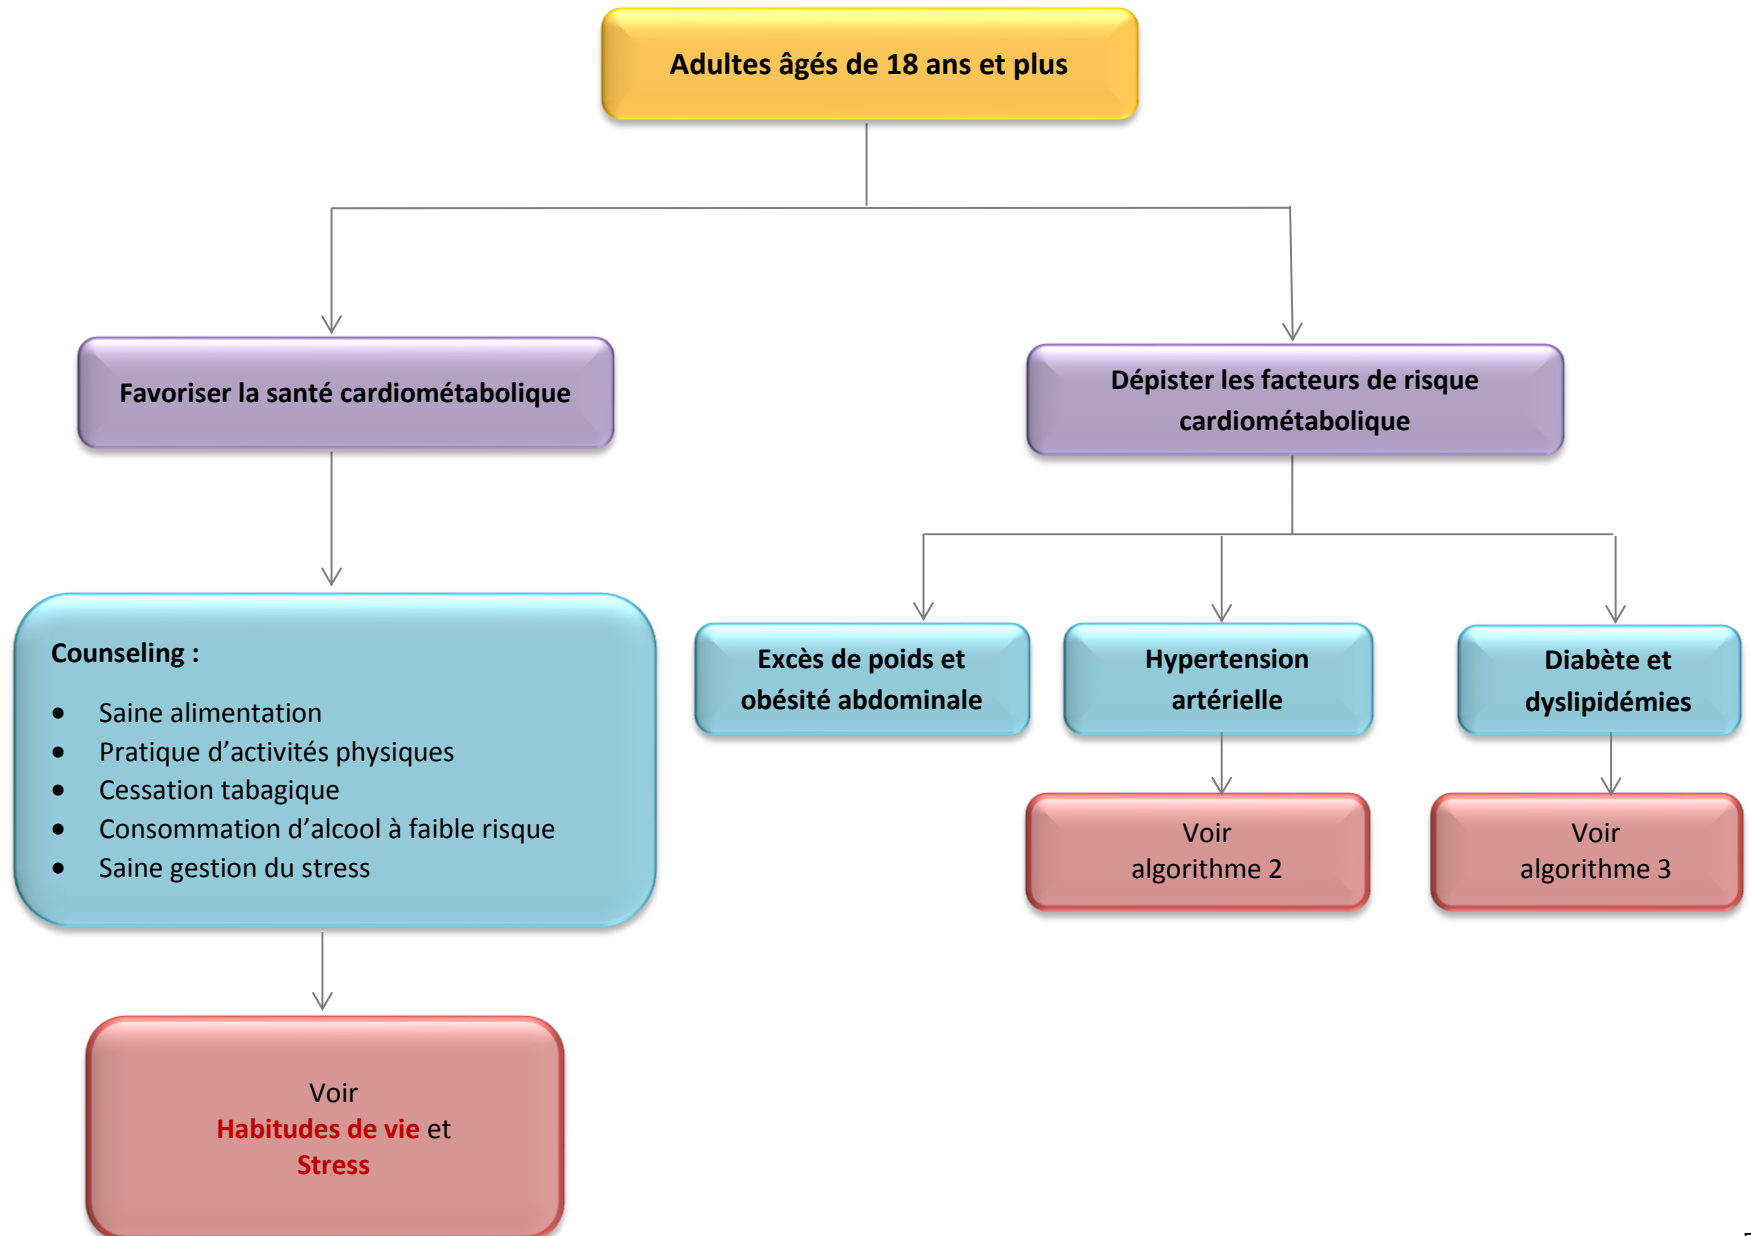 Adultes âgés de 18 ans et plus
Favoriser la santé cardiométabolique
Dépister les facteurs de risque
cardiométabolique
Counseling :
• Saine alimentation
• Pratique d’activités physiques
• Cessation tabagique
• Consommation d’alcool à faible risque
• Saine gestion du stress
Excès de poids et
obésité abdominale
Hypertension
artérielle
Diabète et
dyslipidémies
Voir
algorithme 2
Voir
algorithme 3
Voir
Habitudes de vie et
Stress